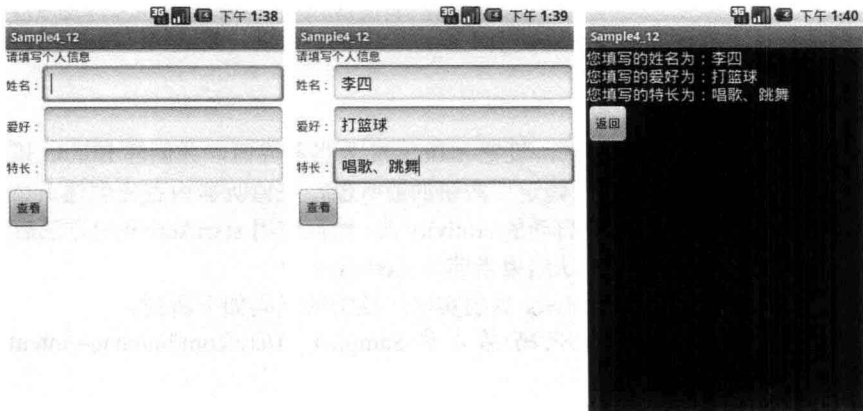 下午 1:38
Sample4_12
请填写个人信息
姓名：
爱好：
特长：
查看
下午 1:39
Sample4_12
请填写个人信息
姓名： 李四
爱好： 打篮球
特长： 唱歌、跳舞
查看
下午 1:40
Sample4_12
您填写的姓名为：李四
您填写的爱好为：打篮球
您填写的特长为：唱歌、跳舞
返回